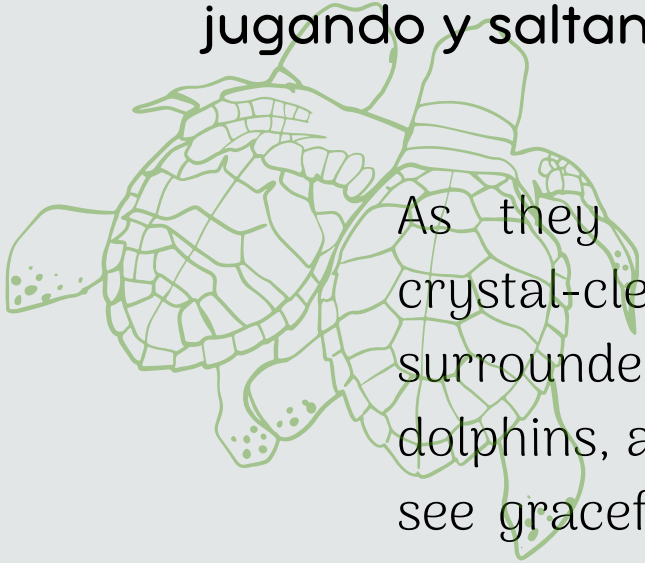 jugando y saltan
As they
crystal-cle
surrounde
dolphins, a
see gracef